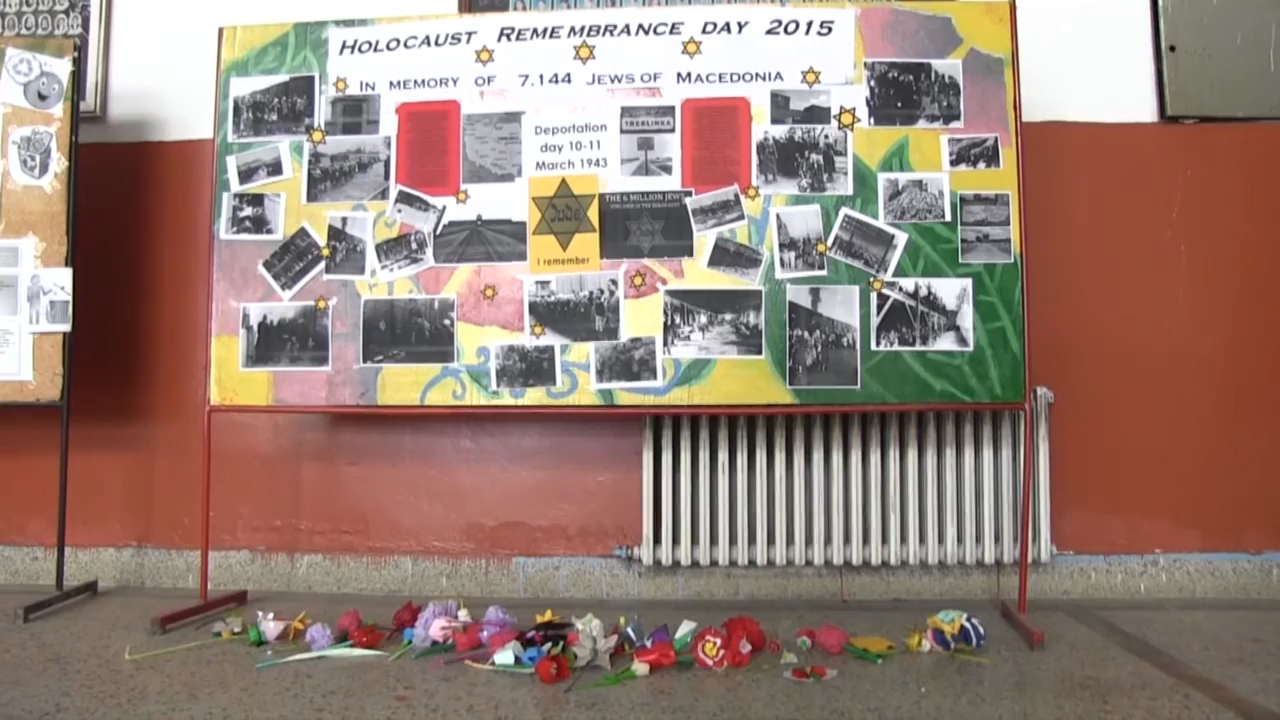 HOLOCAUST REMEMBRANCE DAY 2015
IN MEMORY OF 7.144 JEWS OF MACEDONIA
Deportation
day 10-11
March 1943
TREBLINKA
THE 6 MILLION JEWS
Jude
I remember